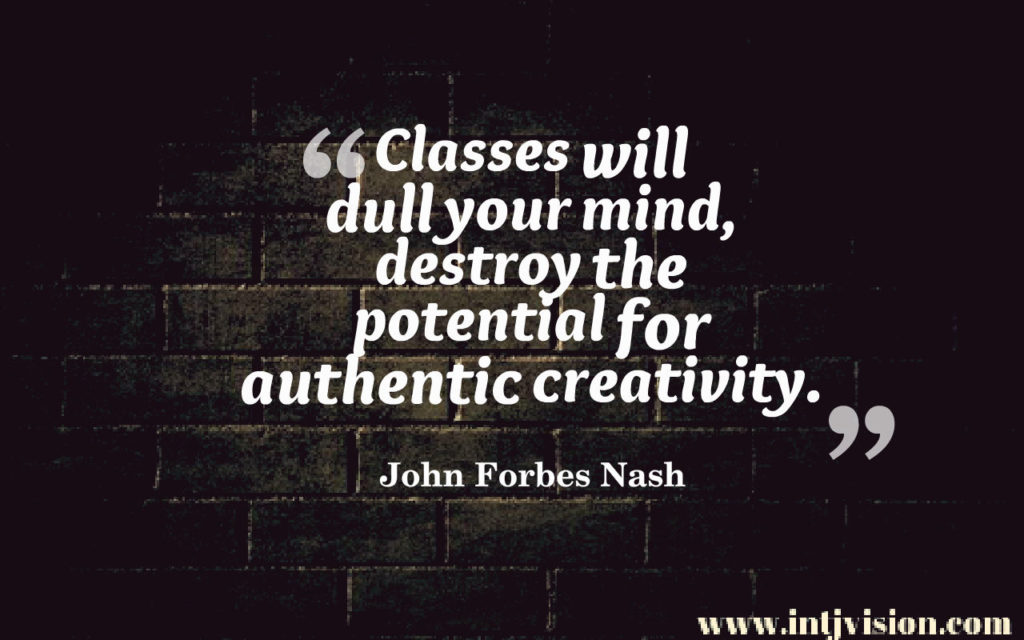 “Classes will
dull your mind,
destroy the
potential for
authentic creativity.”
John Forbes Nash
www.intjvision.com